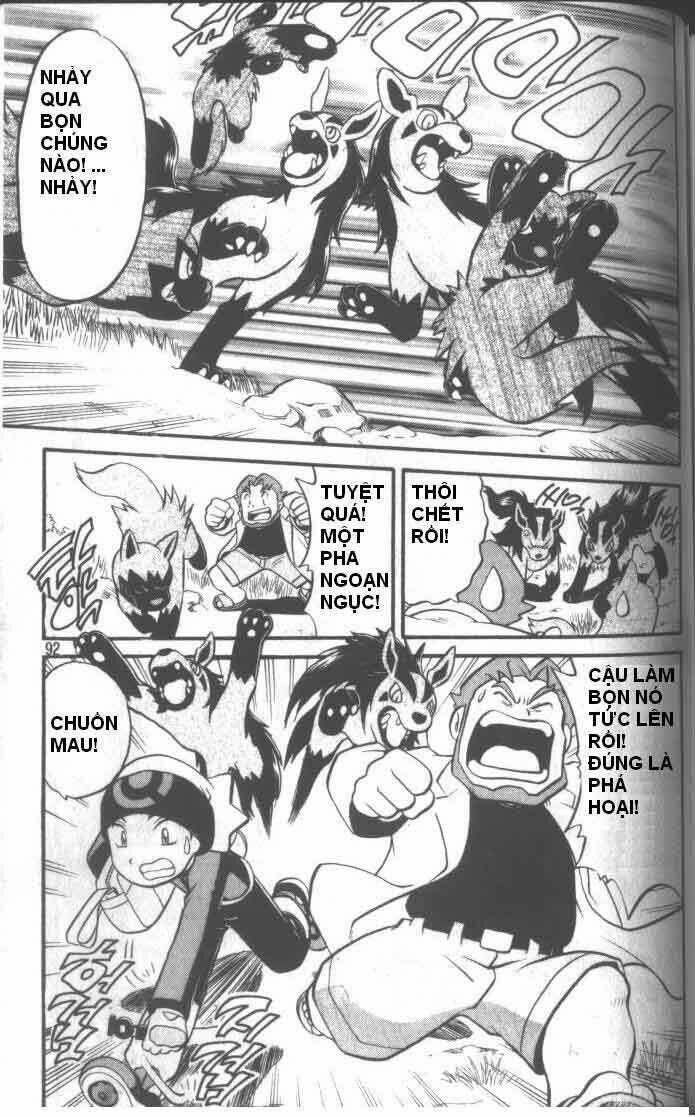 NHẢY
QUA
BỌN
CHÚNG
NÀO! ...
NHẢY!
TUYỆT
QUÁ!
MỘT
PHA
NGOẠN
NGỤC!
THÔI
CHẾT
RỒI!
92
CHUỒN
MAU!
CẬU LÀM
BỌN NÓ
TỨC LÊN
RỒI!
ĐÚNG LÀ
PHÁ
HOẠI!